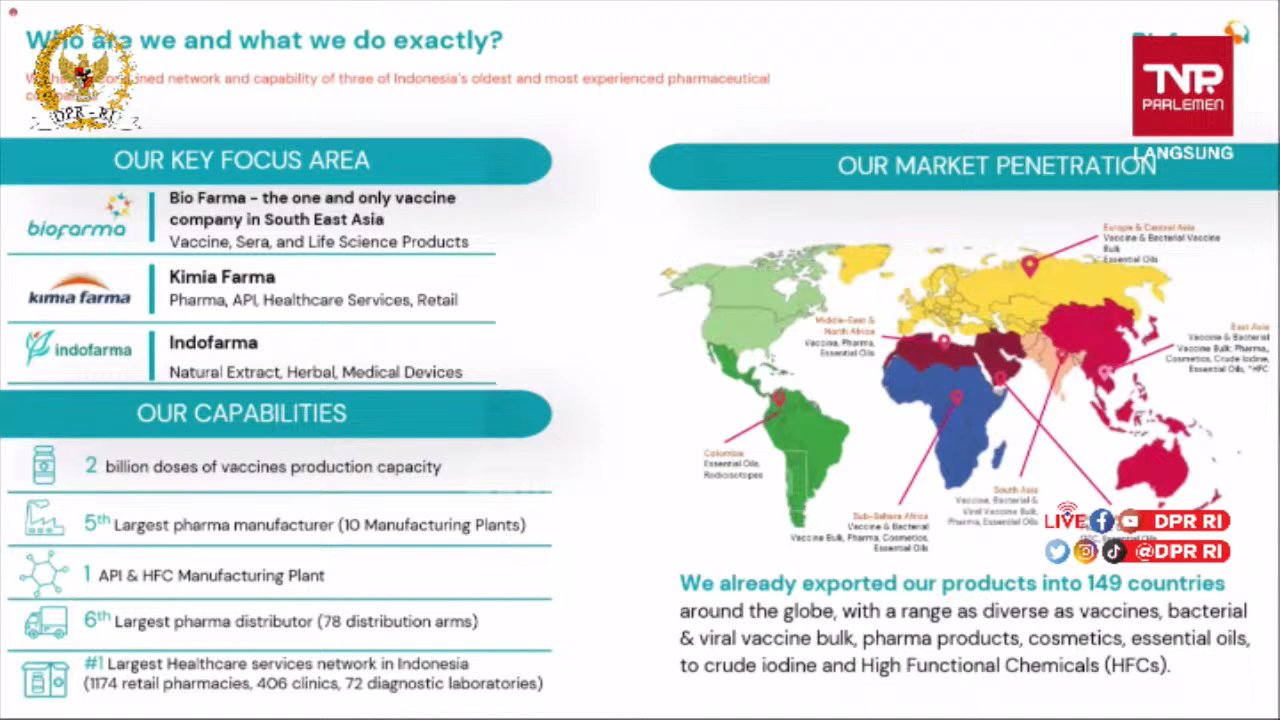 Who are we and what we do exactly?
network and capability of three of Indonesia's oldest and most experienced pharmaceutical
DPR-RI
TVR
PARLEMEN
LANGSUNG
OUR KEY FOCUS AREA
biofarma
Bio Farma - the one and only vaccine
company in South East Asia
Vaccine, Sera, and Life Science Products
kimia farma
Kimia Farma
Pharma, API, Healthcare Services, Retail
indofarma
Indofarma
Natural Extract, Herbal, Medical Devices
OUR CAPABILITIES
2 billion doses of vaccines production capacity
5th Largest pharma manufacturer (10 Manufacturing Plants)
1 API & HFC Manufacturing Plant
6th Largest pharma distributor (78 distribution arms)
#1 Largest Healthcare services network in Indonesia
(1174 retail pharmacies, 406 clinics, 72 diagnostic laboratories)
OUR MARKET PENETRATION
Europe & Central Asia
Vaccine & Bacterial Vaccine
Bulk
Essential Oils
Middle-East &
North Africa
Vaccine, Pharma,
Essential Oils
East Asia
Vaccine & Bacterial
Vaccine Bulk, Pharma,
Cosmetics, Crude Iodine,
Essential Oils, *HFC
Colombia
Essential Oils,
Radioisotopes
Sub-Sahara Africa
Vaccine & Bacterial
Vaccine Bulk, Pharma, Cosmetics,
Essential Oils
South Asia
Vaccine, Bacterial &
Viral Vaccine Bulk,
Pharma, Essential Oils
LIVE DPR RI
@DPR RI
We already exported our products into 149 countries
around the globe, with a range as diverse as vaccines, bacterial
& viral vaccine bulk, pharma products, cosmetics, essential oils,
to crude iodine and High Functional Chemicals (HFCs).